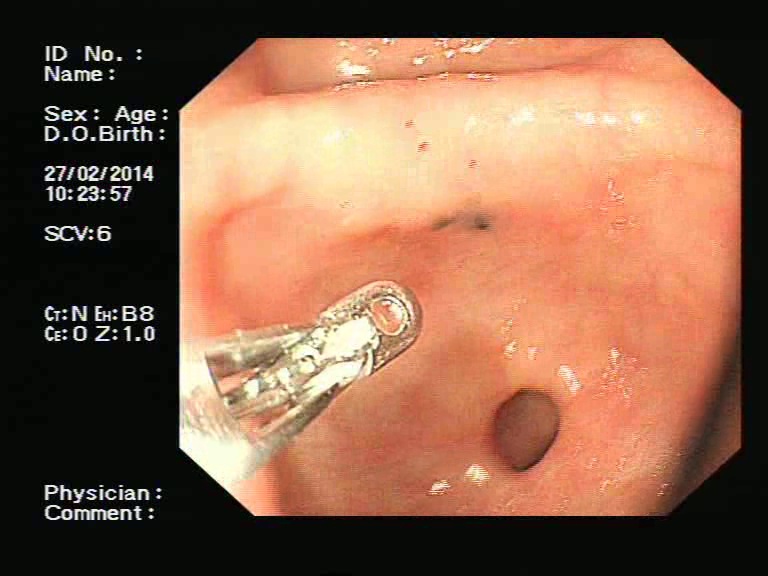 ID No. :
Name :
Sex : Age :
D.O.Birth :
27/02/2014
10:23:57
SCV:6
CT:N EH:B8
CE:0 Z:1.0
Physician :
Comment :